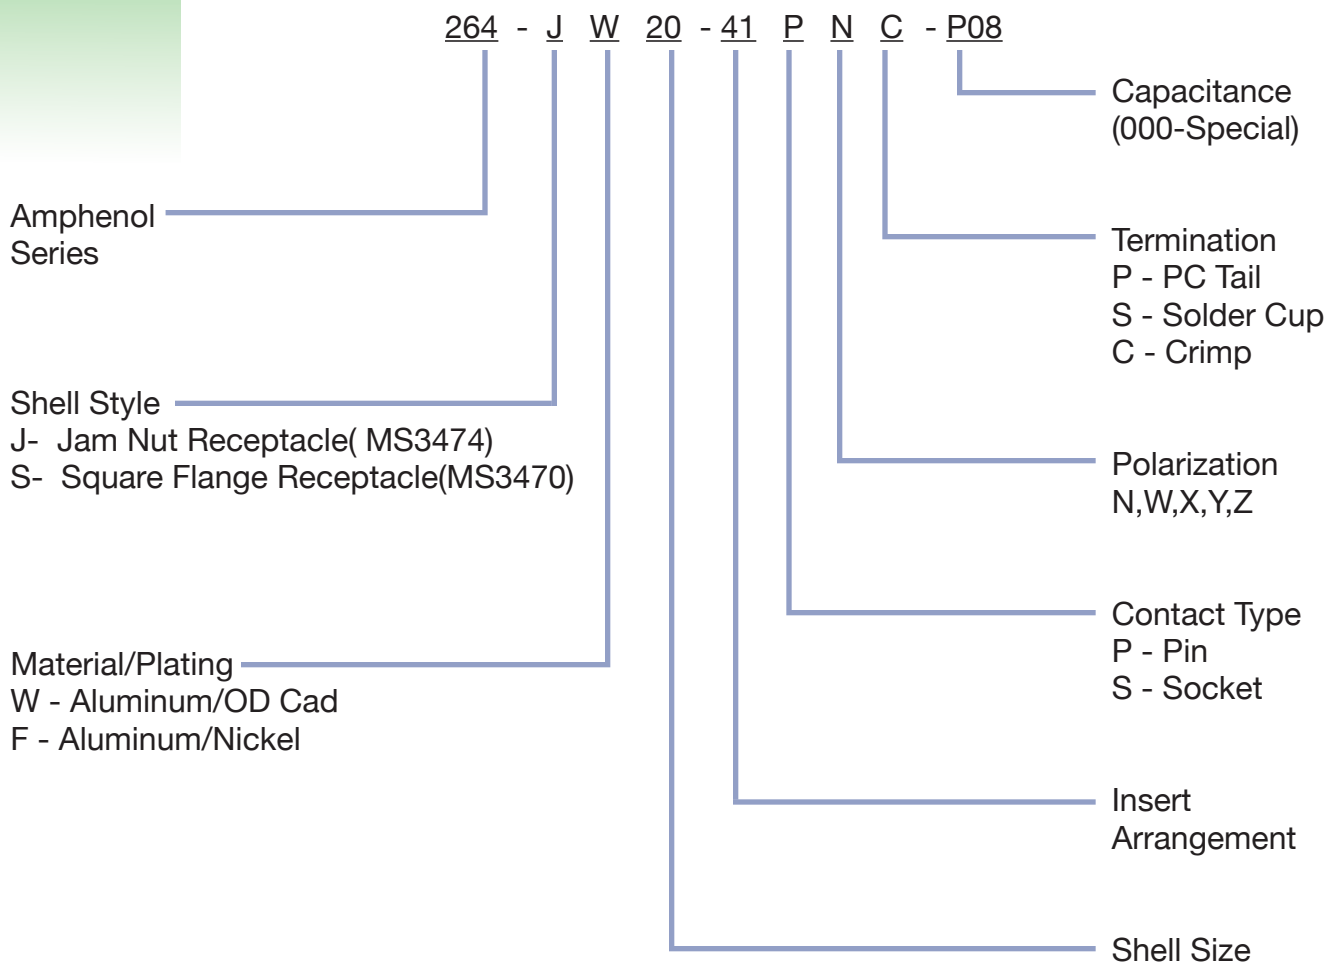 264 - J W 20 - 41 P N C - P08
Capacitance
(000-Special)
Amphenol
Series
Termination
P - PC Tail
S - Solder Cup
C - Crimp
Shell Style
J- Jam Nut Receptacle( MS3474)
S- Square Flange Receptacle(MS3470)
Polarization
N,W,X,Y,Z
Contact Type
P - Pin
S - Socket
Material/Plating
W - Aluminum/OD Cad
F - Aluminum/Nickel
Insert
Arrangement
Shell Size